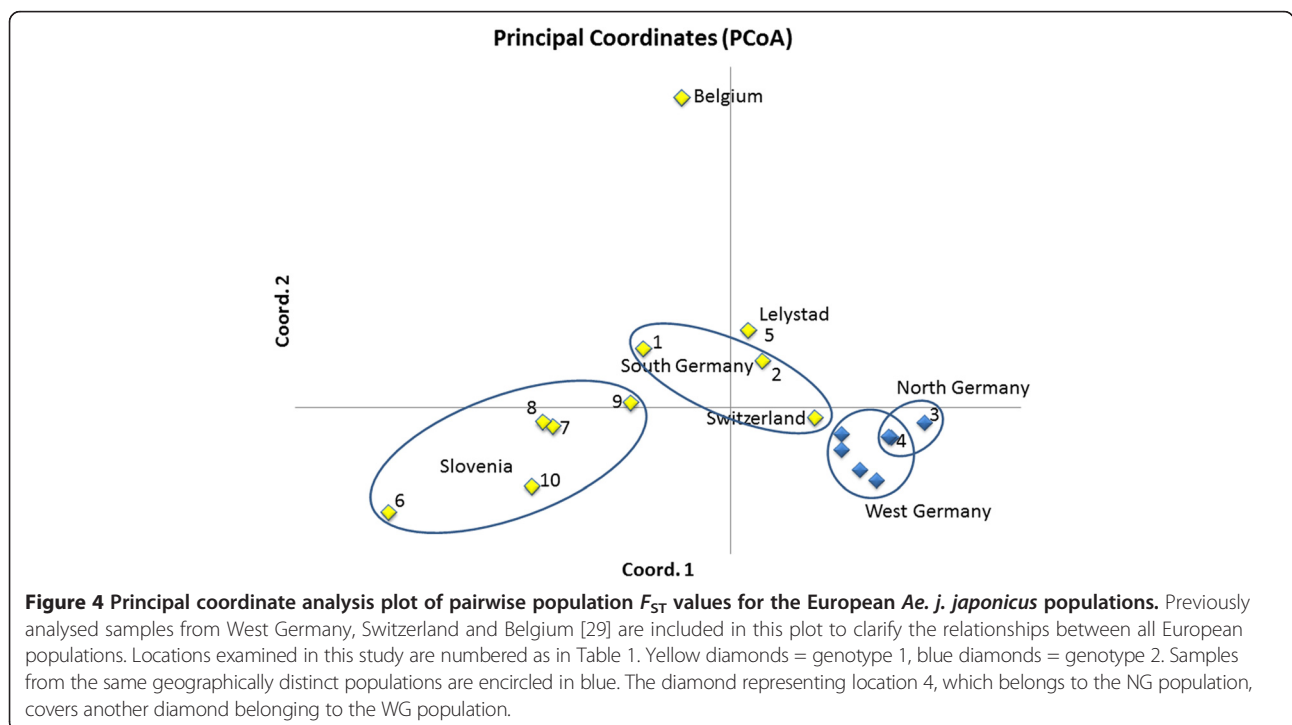 Principal Coordinates (PCoA)
Belgium
Coord. 2
Lelystad
5
1
South Germany
2
North Germany
3
9
Switzerland
8
7
4
Slovenia
10
6
West Germany
Coord. 1
Figure 4 Principal coordinate analysis plot of pairwise population FST values for the European Ae. j. japonicus populations. Previously
analysed samples from West Germany, Switzerland and Belgium [29] are included in this plot to clarify the relationships between all European
populations. Locations examined in this study are numbered as in Table 1. Yellow diamonds = genotype 1, blue diamonds = genotype 2. Samples
from the same geographically distinct populations are encircled in blue. The diamond representing location 4, which belongs to the NG population,
covers another diamond belonging to the WG population.